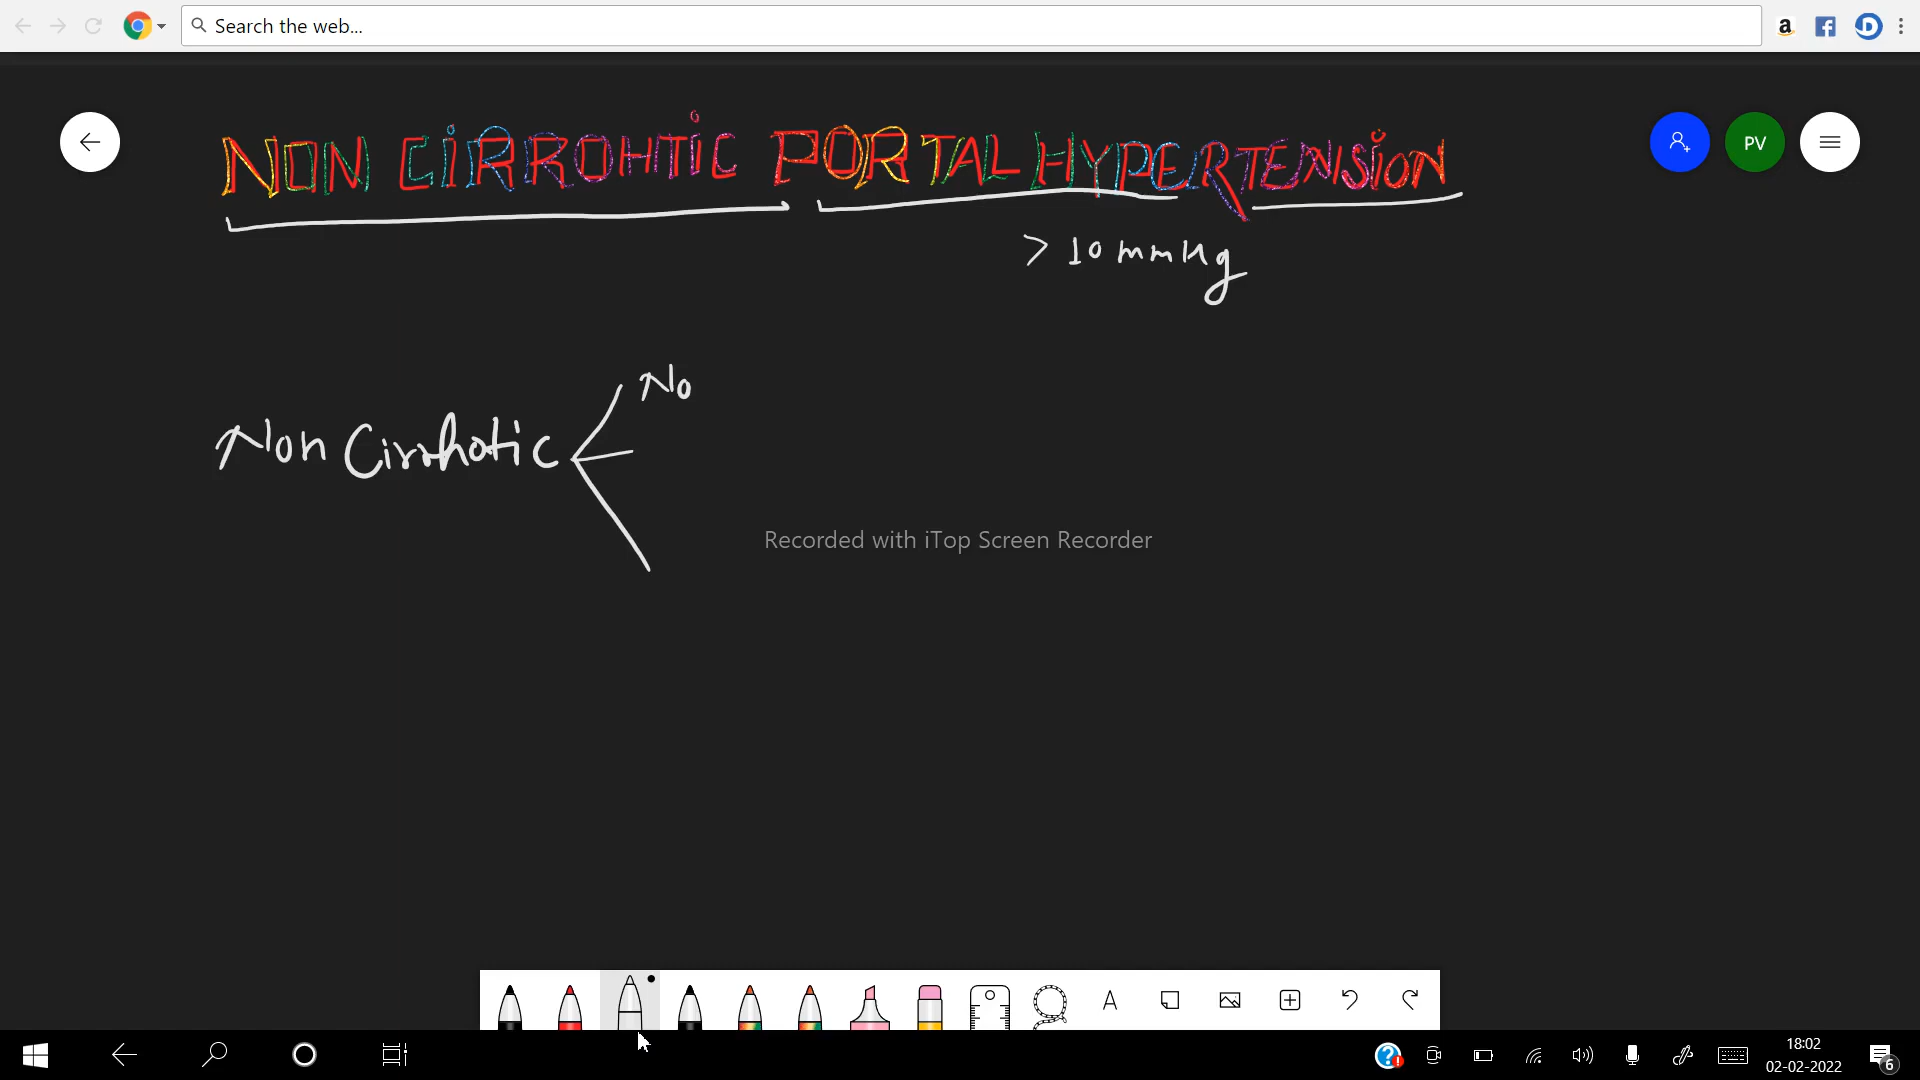 Search the web...
a
NON CIRROHTIC PORTAL HYPERTENSION
PV
> 10 mmHg
No
Non Cirrhotic
Recorded with iTop Screen Recorder
A
18:02
02-02-2022
6